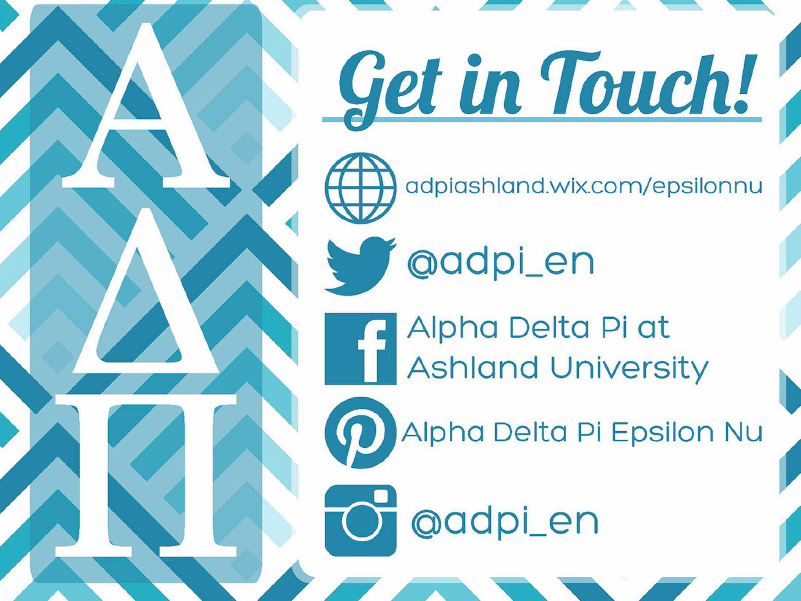 Α
Δ
Π
Get in Touch!
adpiashland.wix.com/epsilonnu
@adpi_en
Alpha Delta Pi at
Ashland University
Alpha Delta Pi Epsilon Nu
@adpi_en